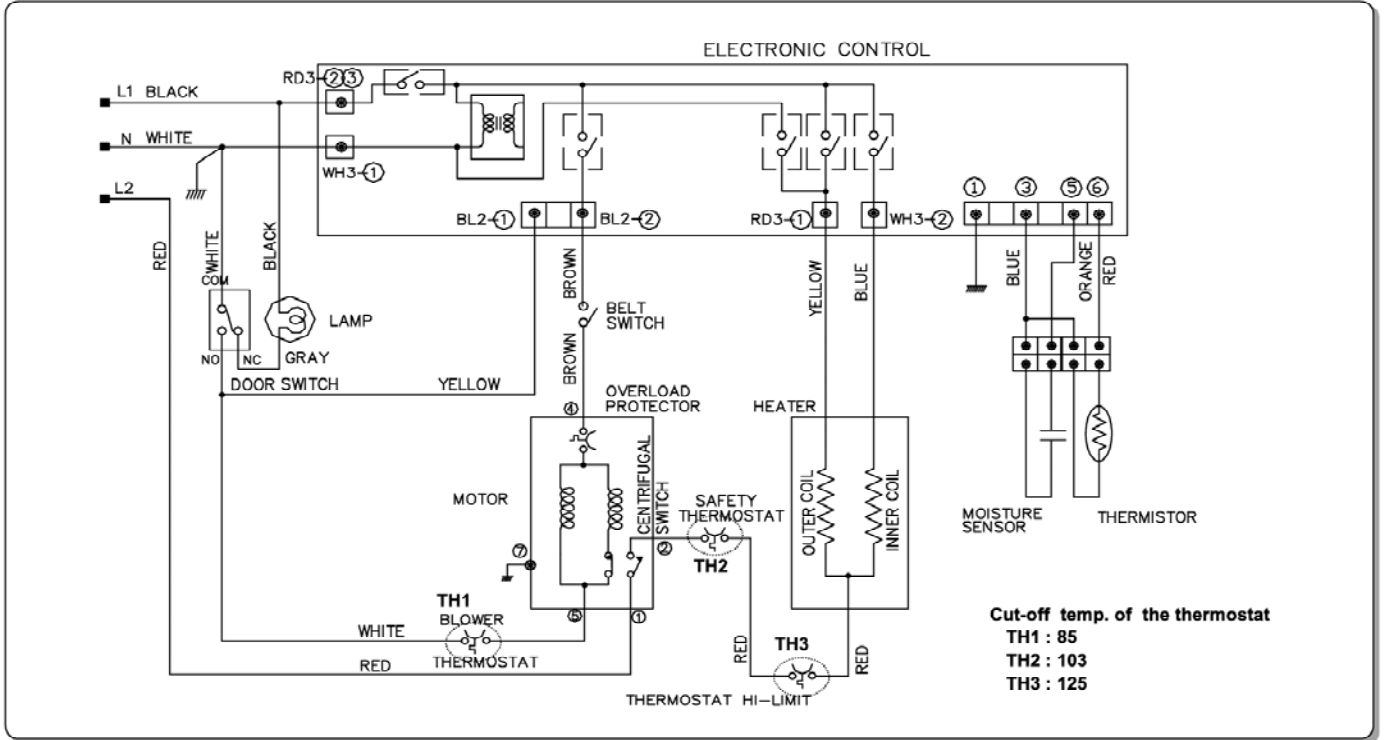 ELECTRONIC CONTROL
RD3-②③
L1 BLACK
N WHITE
WH3-①
L2
① ③ ⑤ ⑥
BL2-① BL2-② RD3-① WH3-②
RED
WHITE
BLACK
BROWN
YELLOW
BLUE
BLUE
ORANGE
RED
COM
LAMP
BELT
SWITCH
NO NC GRAY
DOOR SWITCH
YELLOW
BROWN
OVERLOAD
PROTECTOR
HEATER
④
MOTOR
CENTRIFUGAL
SWITCH
SAFETY
THERMOSTAT
TH2
OUTER COIL
INNER COIL
MOISTURE
SENSOR
THERMISTOR
⑦
②
⑤
①
TH1
BLOWER
THERMOSTAT
WHITE
RED
RED
TH3
RED
THERMOSTAT HI-LIMIT
Cut-off temp. of the thermostat
TH1 : 85
TH2 : 103
TH3 : 125